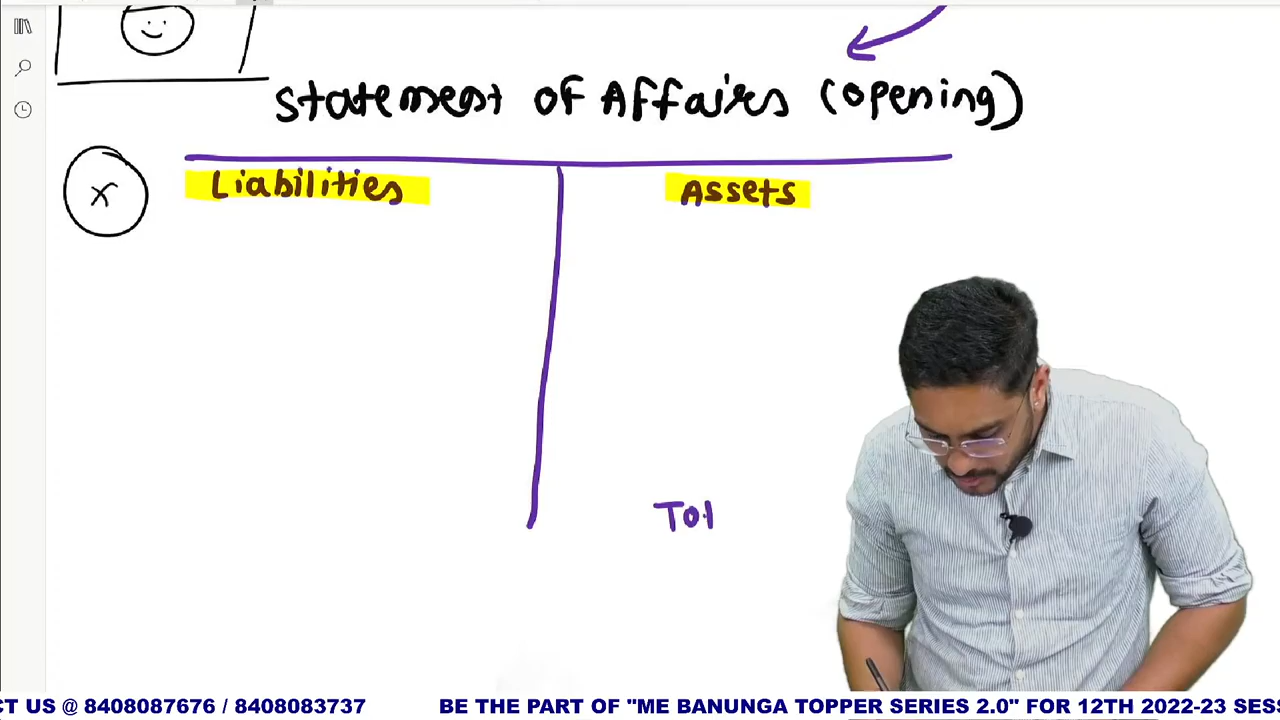 Statement of Affairs (opening)
x
Liabilities
Assets
Tot
CT US @ 8408087676 / 8408083737 BE THE PART OF "ME BANUNGA TOPPER SERIES 2.0" FOR 12TH 2022-23 SESS